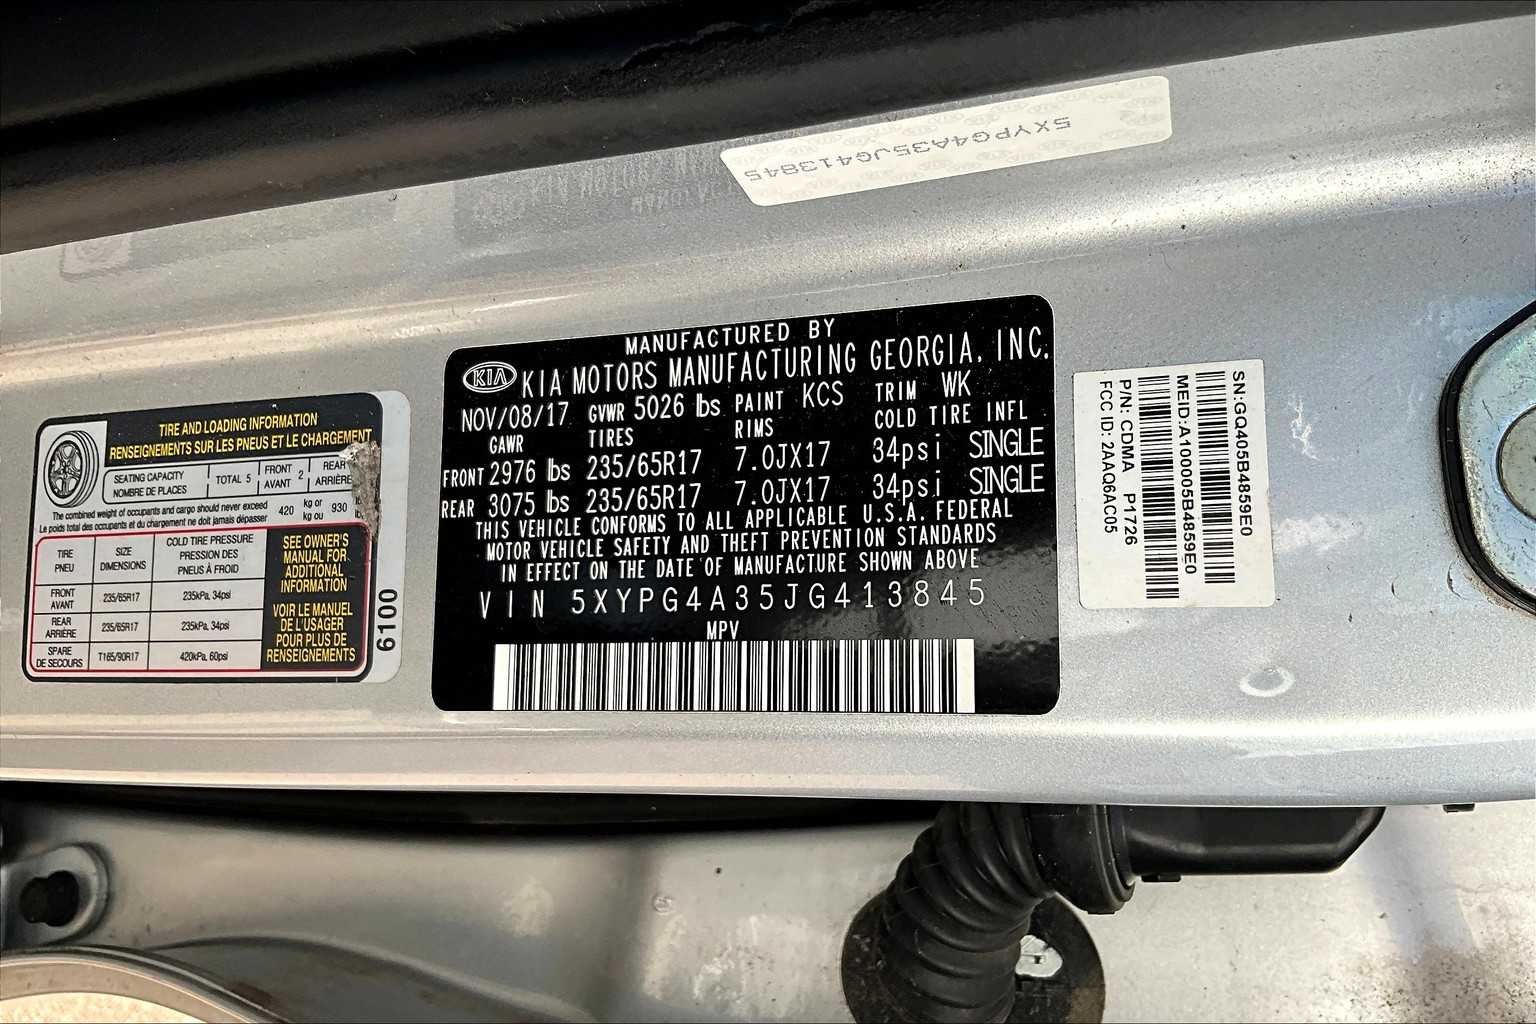 5XYPG4A35JG413845
TIRE AND LOADING INFORMATION
RENSEIGNEMENTS SUR LES PNEUS ET LE CHARGEMENT
SEATING CAPACITY
NOMBRE DE PLACES
TOTAL 5
FRONT
AVANT
2
REAR
ARRIÈRE
The combined weight of occupants and cargo should never exceed
Le poids total des occupants et du chargement ne doit jamais dépasser
420
kg or
kg ou
930
TIRE
PNEU
SIZE
DIMENSIONS
COLD TIRE PRESSURE
PRESSION DES
PNEUS À FROID
FRONT
AVANT
235/65R17
235kPa, 34psi
REAR
ARRIÈRE
235/65R17
235kPa, 34psi
SPARE
DE SECOURS
T165/90R17
420kPa, 60psi
SEE OWNER'S
MANUAL FOR
ADDITIONAL
INFORMATION
VOIR LE MANUEL
DE L'USAGER
POUR PLUS DE
RENSEIGNEMENTS
6100
MANUFACTURED BY
KIA KIA MOTORS MANUFACTURING GEORGIA, INC.
NOV/08/17 GVWR 5026 lbs PAINT KCS TRIM WK
GAWR TIRES RIMS COLD TIRE INFL
FRONT 2976 lbs 235/65R17 7.0JX17 34psi SINGLE
REAR 3075 lbs 235/65R17 7.0JX17 34psi SINGLE
THIS VEHICLE CONFORMS TO ALL APPLICABLE U.S.A. FEDERAL
MOTOR VEHICLE SAFETY AND THEFT PREVENTION STANDARDS
IN EFFECT ON THE DATE OF MANUFACTURE SHOWN ABOVE
VIN 5XYPG4A35JG413845
MPV
SN:GQ405B4859E0
MEID:A100005B4859E0
P/N: CDMA P1726
FCC ID: 2AAQ6AC05